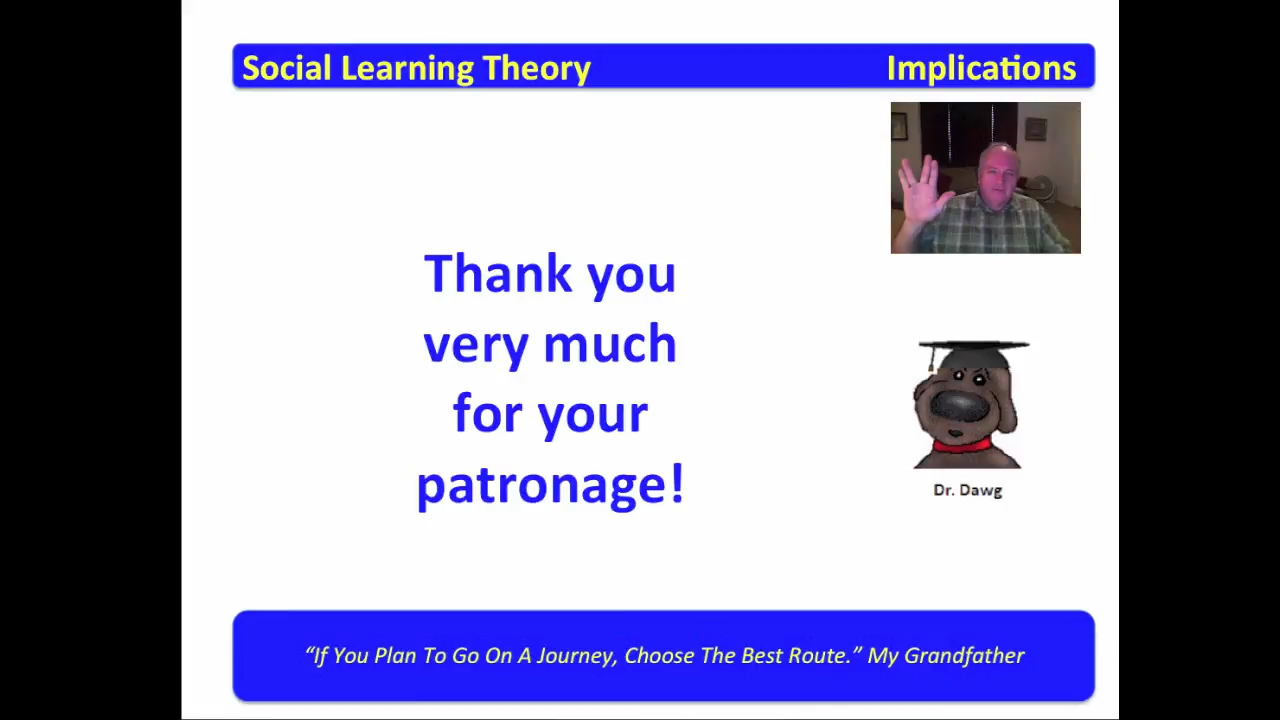 Social Learning Theory Implications
Thank you
very much
for your
patronage!
Dr. Dawg
“If You Plan To Go On A Journey, Choose The Best Route.” My Grandfather